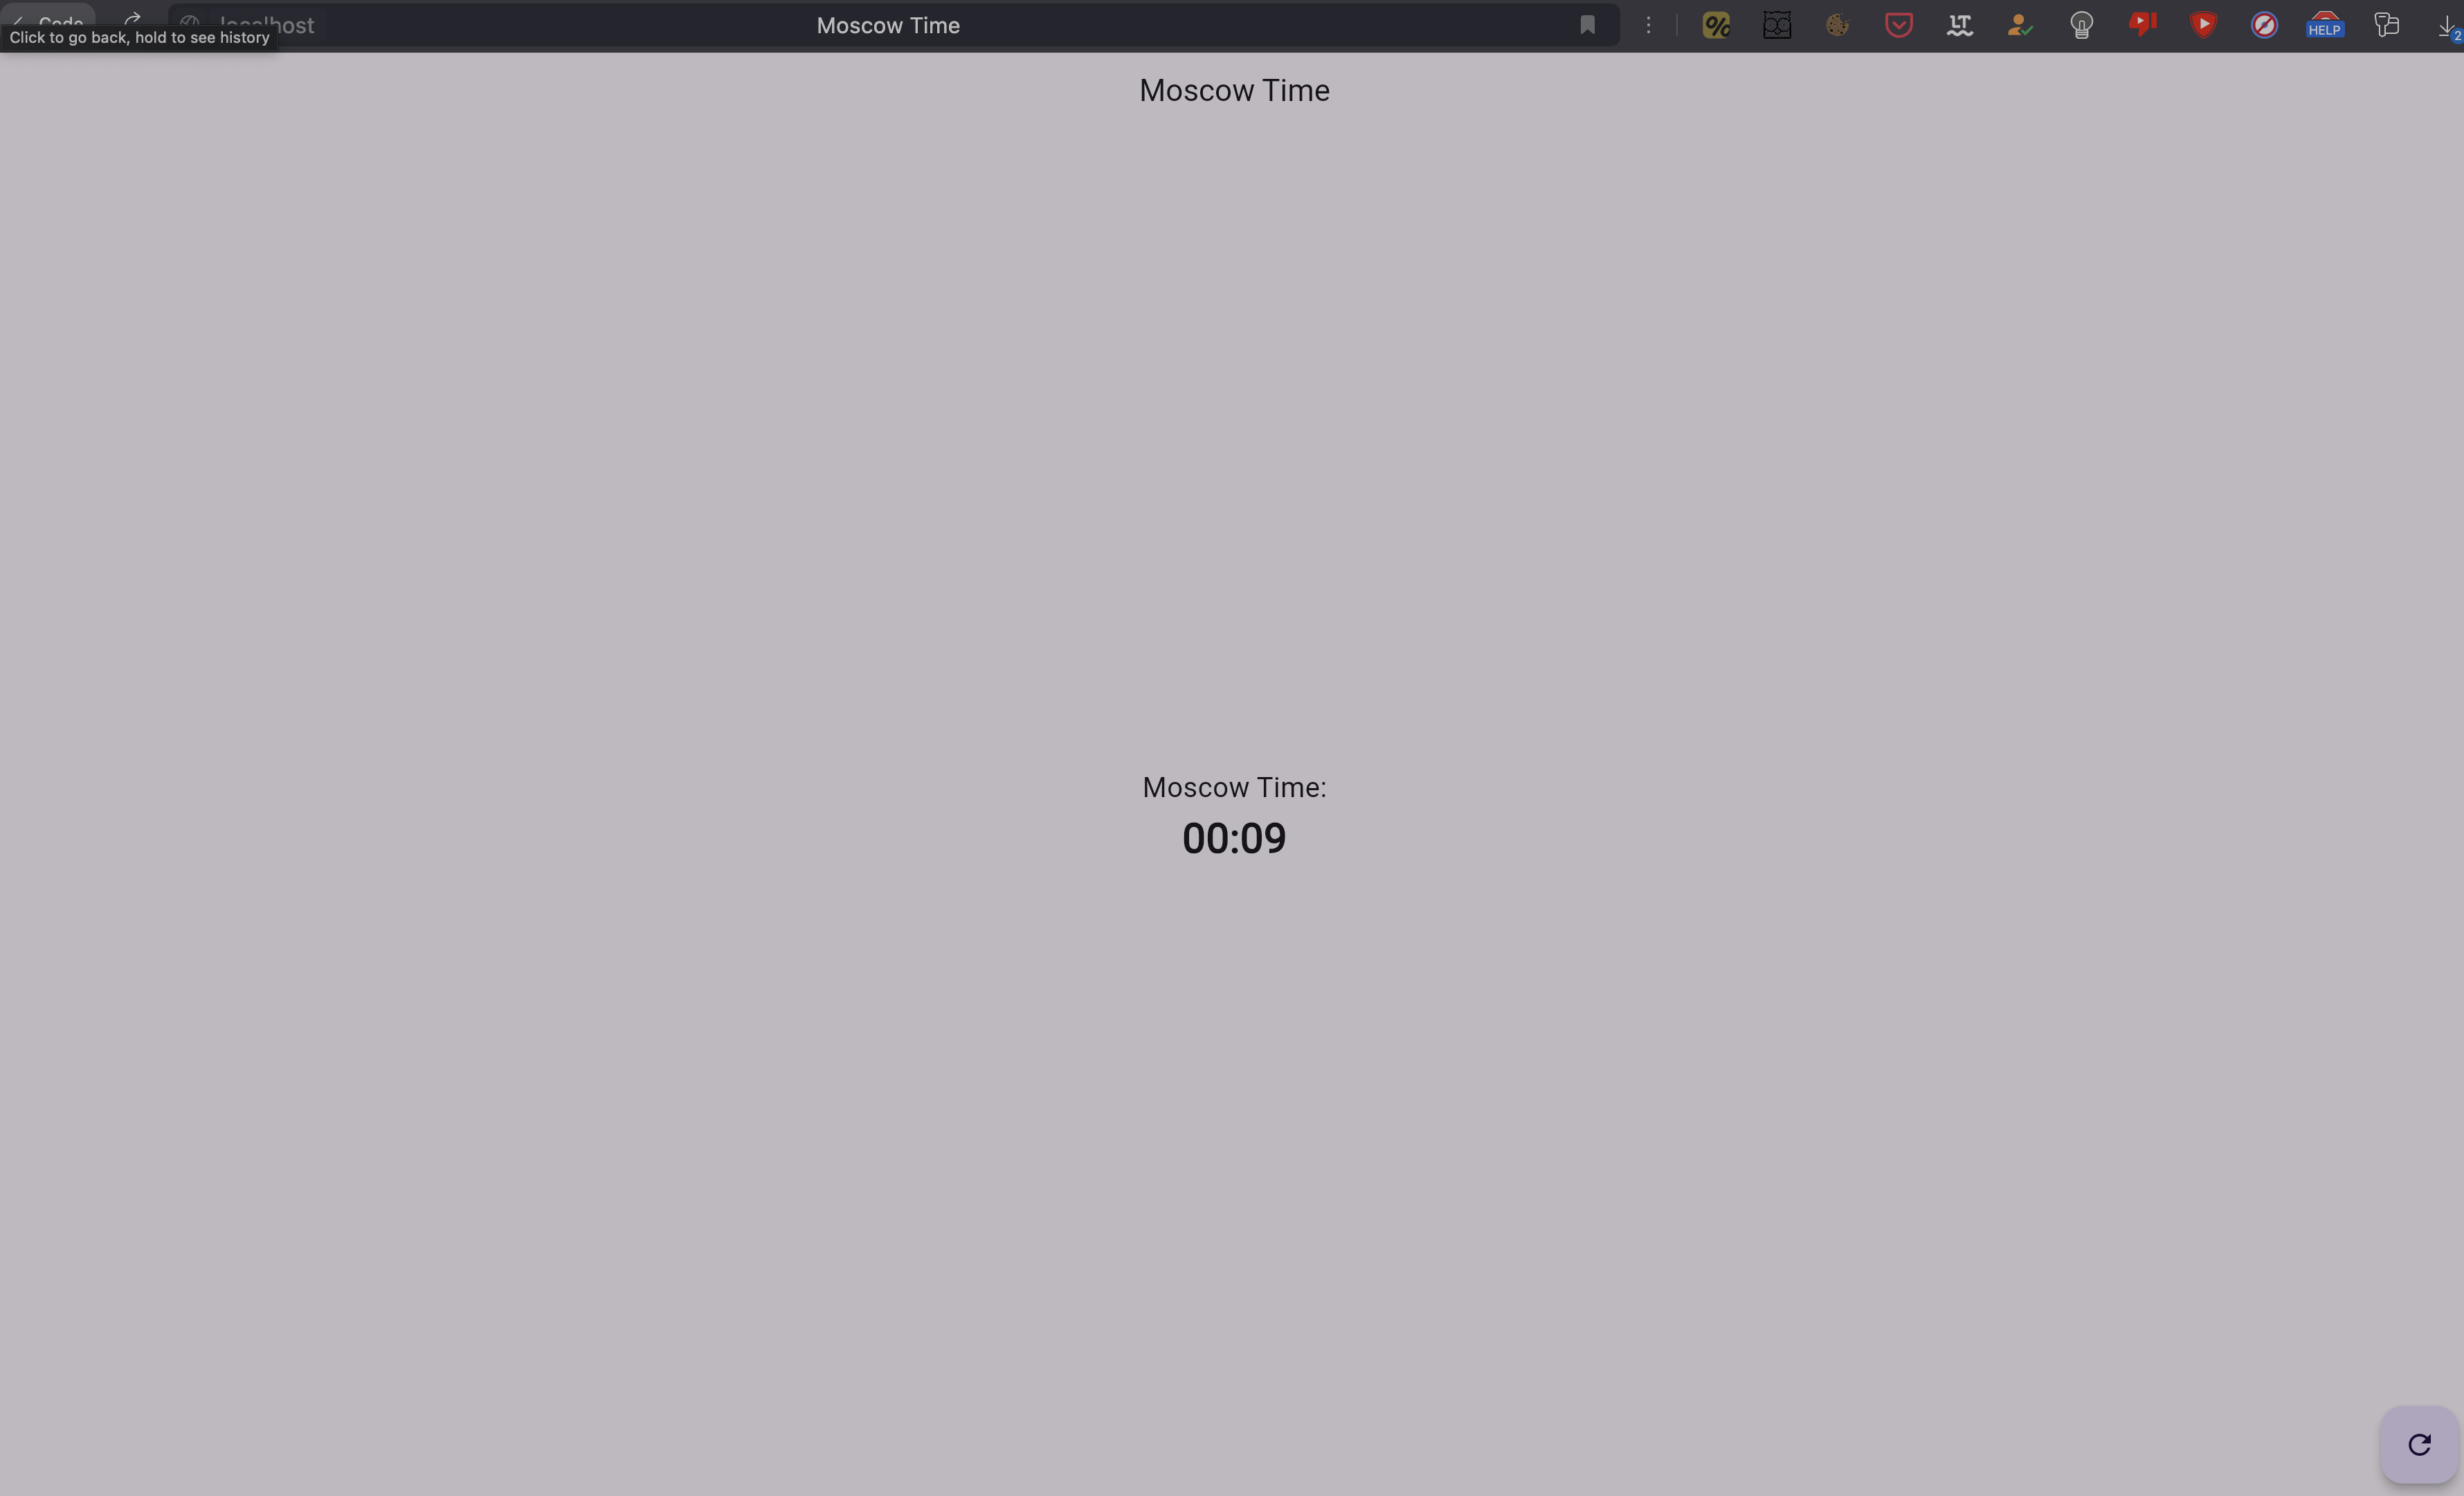 Code
localhost
Click to go back, hold to see history
Moscow Time
%
LT
HELP
2
Moscow Time
Moscow Time:
00:09